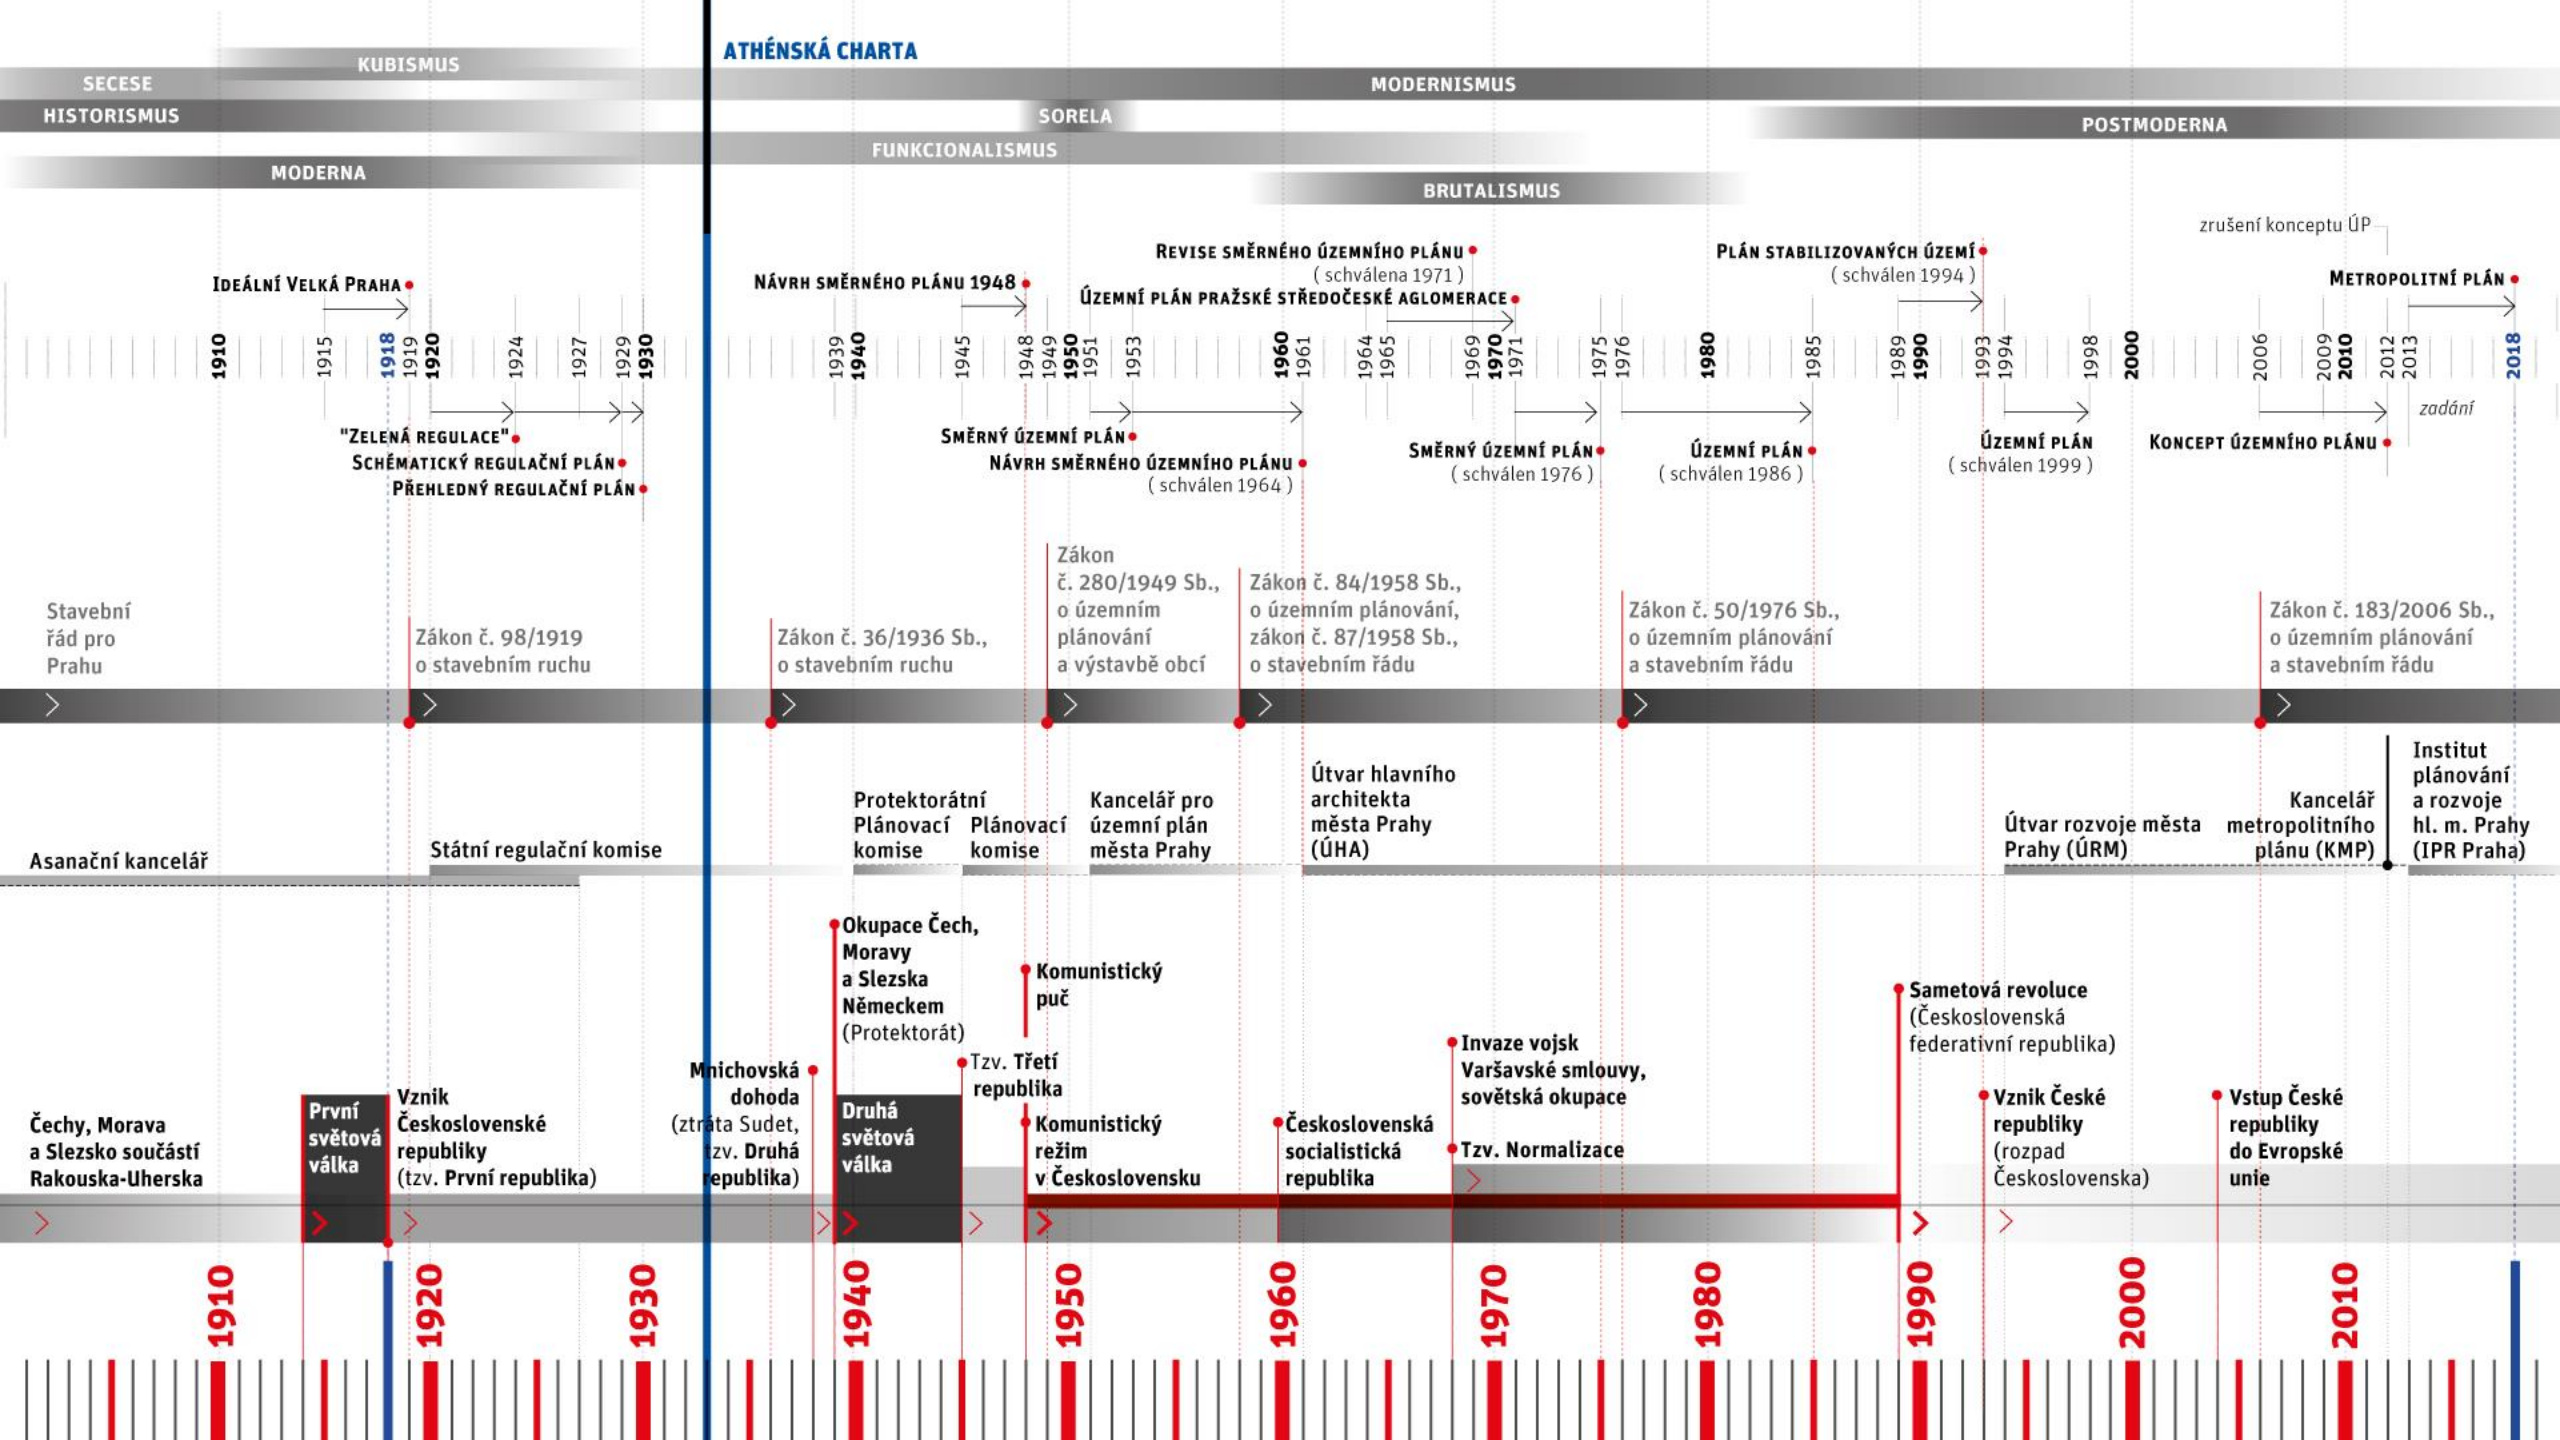 ATHÉNSKÁ CHARTA
KUBISMUS
SECESE
MODERNISMUS
HISTORISMUS
SORELA
POSTMODERNA
FUNKCIONALISMUS
MODERNA
BRUTALISMUS
zrušení konceptu ÚP
REVISE SMĚRNÉHO ÚZEMNÍHO PLÁNU
( schválena 1971 )
PLÁN STABILIZOVANÝCH ÚZEMÍ
( schválen 1994 )
IDEÁLNÍ VELKÁ PRAHA
NÁVRH SMĚRNÉHO PLÁNU 1948
ÚZEMNÍ PLÁN PRAŽSKÉ STŘEDOČESKÉ AGLOMERACE
METROPOLITNÍ PLÁN
1910
1915
1918
1919
1920
1924
1927
1929
1930
1939
1940
1945
1948
1949
1950
1951
1953
1960
1961
1964
1965
1969
1970
1971
1975
1976
1980
1985
1989
1990
1993
1994
1998
2000
2006
2009
2010
2012
2013
2018
zadání
"ZELENÁ REGULACE"
SCHÉMATICKÝ REGULAČNÍ PLÁN
PŘEHLEDNÝ REGULAČNÍ PLÁN
SMĚRNÝ ÚZEMNÍ PLÁN
NÁVRH SMĚRNÉHO ÚZEMNÍHO PLÁNU
( schválen 1964 )
SMĚRNÝ ÚZEMNÍ PLÁN
( schválen 1976 )
ÚZEMNÍ PLÁN
( schválen 1986 )
ÚZEMNÍ PLÁN
( schválen 1999 )
KONCEPT ÚZEMNÍHO PLÁNU
Stavební
řád pro
Prahu
Zákon č. 98/1919
o stavebním ruchu
Zákon č. 36/1936 Sb.,
o stavebním ruchu
Zákon
č. 280/1949 Sb.,
o územním
plánování
a výstavbě obcí
Zákon č. 84/1958 Sb.,
o územním plánování,
zákon č. 87/1958 Sb.,
o stavebním řádu
Zákon č. 50/1976 Sb.,
o územním plánování
a stavebním řádu
Zákon č. 183/2006 Sb.,
o územním plánování
a stavebním řádu
Asanační kancelář
Státní regulační komise
Protektorátní
Plánovací
komise
Plánovací
komise
Kancelář pro
územní plán
města Prahy
Útvar hlavního
architekta
města Prahy
(ÚHA)
Útvar rozvoje města
Prahy (ÚRM)
Kancelář
metropolitního
plánu (KMP)
Institut
plánování
a rozvoje
hl. m. Prahy
(IPR Praha)
Čechy, Morava
a Slezsko součástí
Rakouska-Uherska
První
světová
válka
Vznik
Československé
republiky
(tzv. První republika)
Mnichovská
dohoda
(ztráta Sudet,
tzv. Druhá
republika)
Okupace Čech,
Moravy
a Slezska
Německem
(Protektorát)
Druhá
světová
válka
Tzv. Třetí
republika
Komunistický
puč
Komunistický
režim
v Československu
Československá
socialistická
republika
Invaze vojsk
Varšavské smlouvy,
sovětská okupace
Tzv. Normalizace
Sametová revoluce
(Československá
federativní republika)
Vznik České
republiky
(rozpad
Československa)
Vstup České
republiky
do Evropské
unie
1910
1920
1930
1940
1950
1960
1970
1980
1990
2000
2010